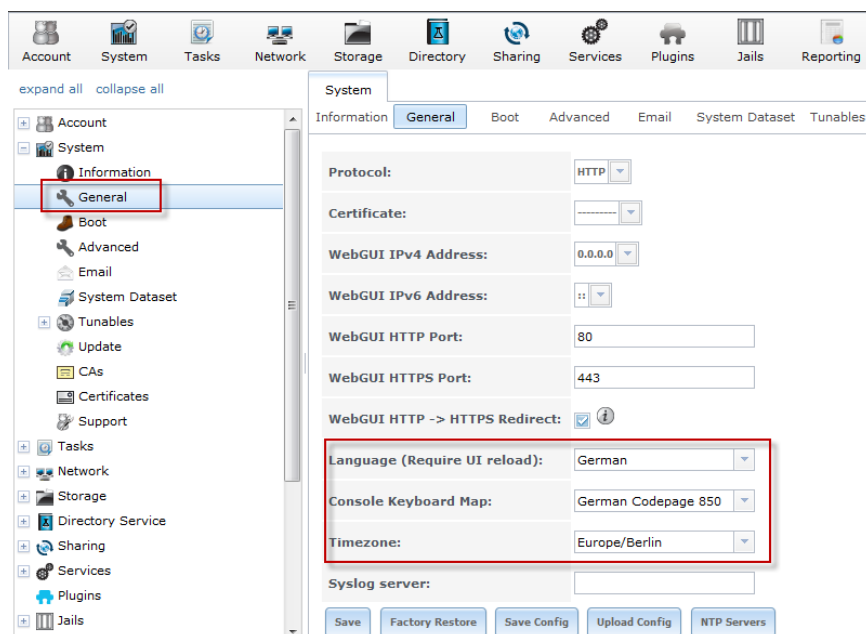 Account System Tasks Network Storage Directory Sharing Services Plugins Jails Reporting
expand all collapse all
Account
System
Information
General
Boot
Advanced
Email
System Dataset
Tunables
Update
CAs
Certificates
Support
Tasks
Network
Storage
Directory Service
Sharing
Services
Plugins
Jails
System
Information General Boot Advanced Email System Dataset Tunables
Protocol: HTTP
Certificate: ---------
WebGUI IPv4 Address: 0.0.0.0
WebGUI IPv6 Address: ::
WebGUI HTTP Port: 80
WebGUI HTTPS Port: 443
WebGUI HTTP -> HTTPS Redirect:
Language (Require UI reload): German
Console Keyboard Map: German Codepage 850
Timezone: Europe/Berlin
Syslog server:
Save Factory Restore Save Config Upload Config NTP Servers